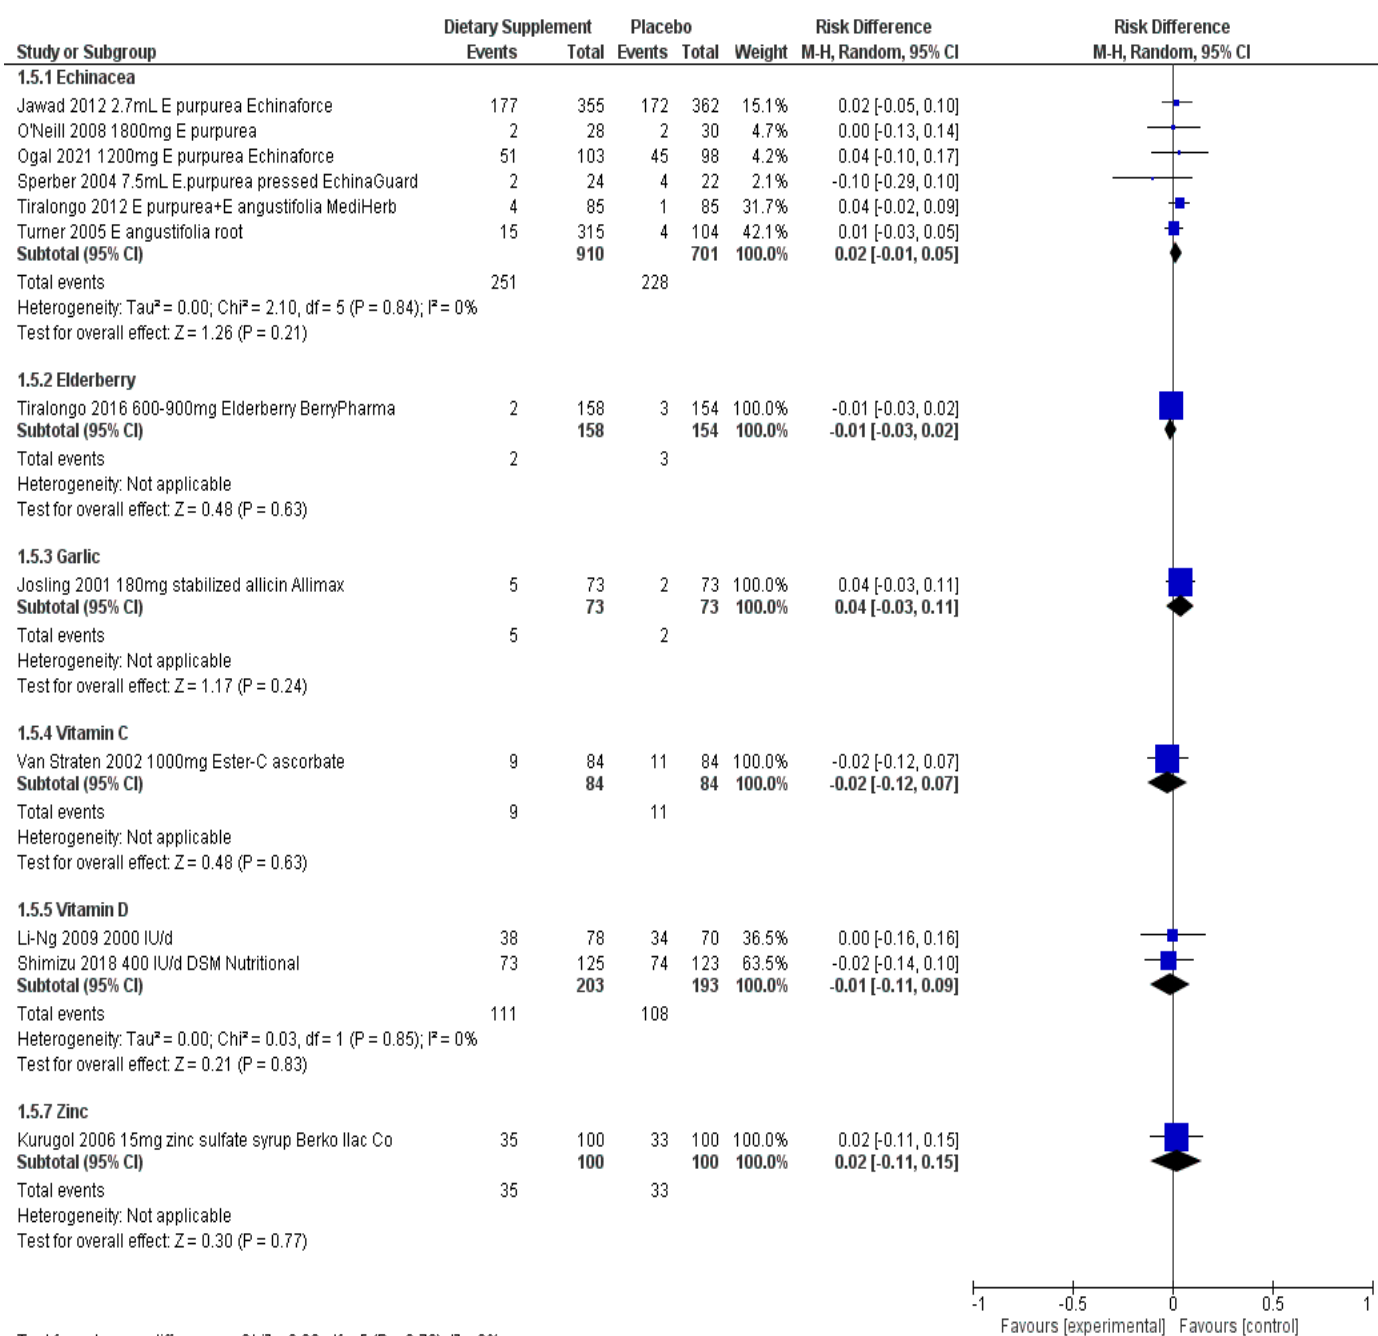 Dietary Supplement Placebo Risk Difference Risk Difference
Study or Subgroup Events Total Events Total Weight M-H, Random, 95% CI M-H, Random, 95% CI
1.5.1 Echinacea
Jawad 2012 2.7mL E purpurea Echinaforce 177 355 172 362 15.1% 0.02 [-0.05, 0.10]
O'Neill 2008 1800mg E purpurea 2 28 2 30 4.7% 0.00 [-0.13, 0.14]
Ogal 2021 1200mg E purpurea Echinaforce 51 103 45 98 4.2% 0.04 [-0.10, 0.17]
Sperber 2004 7.5mL E.purpurea pressed EchinaGuard 2 24 4 22 2.1% -0.10 [-0.29, 0.10]
Tiralongo 2012 E purpurea+E angustifolia MediHerb 4 85 1 85 31.7% 0.04 [-0.02, 0.09]
Turner 2005 E angustifolia root 15 315 4 104 42.1% 0.01 [-0.03, 0.05]
Subtotal (95% CI) 910 701 100.0% 0.02 [-0.01, 0.05]
Total events 251 228
Heterogeneity: Tau² = 0.00; Chi² = 2.10, df = 5 (P = 0.84); I² = 0%
Test for overall effect: Z = 1.26 (P = 0.21)
1.5.2 Elderberry
Tiralongo 2016 600-900mg Elderberry BerryPharma 2 158 3 154 100.0% -0.01 [-0.03, 0.02]
Subtotal (95% CI) 158 154 100.0% -0.01 [-0.03, 0.02]
Total events 2 3
Heterogeneity: Not applicable
Test for overall effect: Z = 0.48 (P = 0.63)
1.5.3 Garlic
Josling 2001 180mg stabilized allicin Allimax 5 73 2 73 100.0% 0.04 [-0.03, 0.11]
Subtotal (95% CI) 73 73 100.0% 0.04 [-0.03, 0.11]
Total events 5 2
Heterogeneity: Not applicable
Test for overall effect: Z = 1.17 (P = 0.24)
1.5.4 Vitamin C
Van Straten 2002 1000mg Ester-C ascorbate 9 84 11 84 100.0% -0.02 [-0.12, 0.07]
Subtotal (95% CI) 84 84 100.0% -0.02 [-0.12, 0.07]
Total events 9 11
Heterogeneity: Not applicable
Test for overall effect: Z = 0.48 (P = 0.63)
1.5.5 Vitamin D
Li-Ng 2009 2000 IU/d 38 78 34 70 36.5% 0.00 [-0.16, 0.16]
Shimizu 2018 400 IU/d DSM Nutritional 73 125 74 123 63.5% -0.02 [-0.14, 0.10]
Subtotal (95% CI) 203 193 100.0% -0.01 [-0.11, 0.09]
Total events 111 108
Heterogeneity: Tau² = 0.00; Chi² = 0.03, df = 1 (P = 0.85); I² = 0%
Test for overall effect: Z = 0.21 (P = 0.83)
1.5.7 Zinc
Kurugol 2006 15mg zinc sulfate syrup Berko Ilac Co 35 100 33 100 100.0% 0.02 [-0.11, 0.15]
Subtotal (95% CI) 100 100 100.0% 0.02 [-0.11, 0.15]
Total events 35 33
Heterogeneity: Not applicable
Test for overall effect: Z = 0.30 (P = 0.77)
-1 -0.5 0 0.5 1
Favours [experimental] Favours [control]